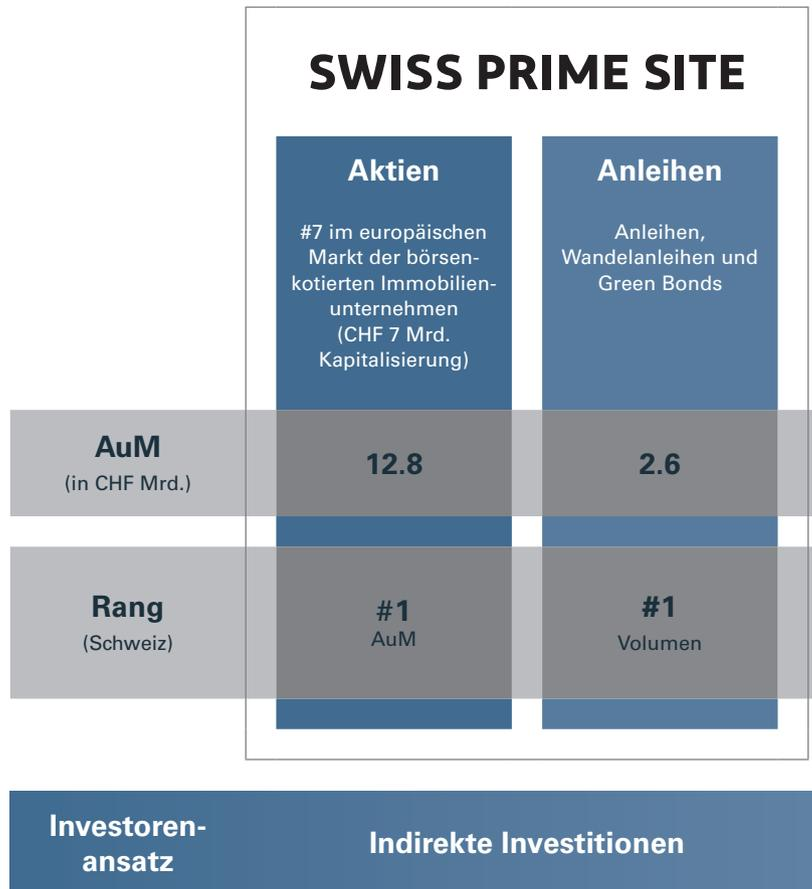 SWISS PRIME SITE
Aktien
#7 im europäischen
Markt der börsen-
kotierten Immobilien-
unternehmen
(CHF 7 Mrd.
Kapitalisierung)
Anleihen
Anleihen,
Wandelanleihen und
Green Bonds
AuM
(in CHF Mrd.)
12.8
2.6
Rang
(Schweiz)
#1
AuM
#1
Volumen
Investoren-
ansatz
Indirekte Investitionen